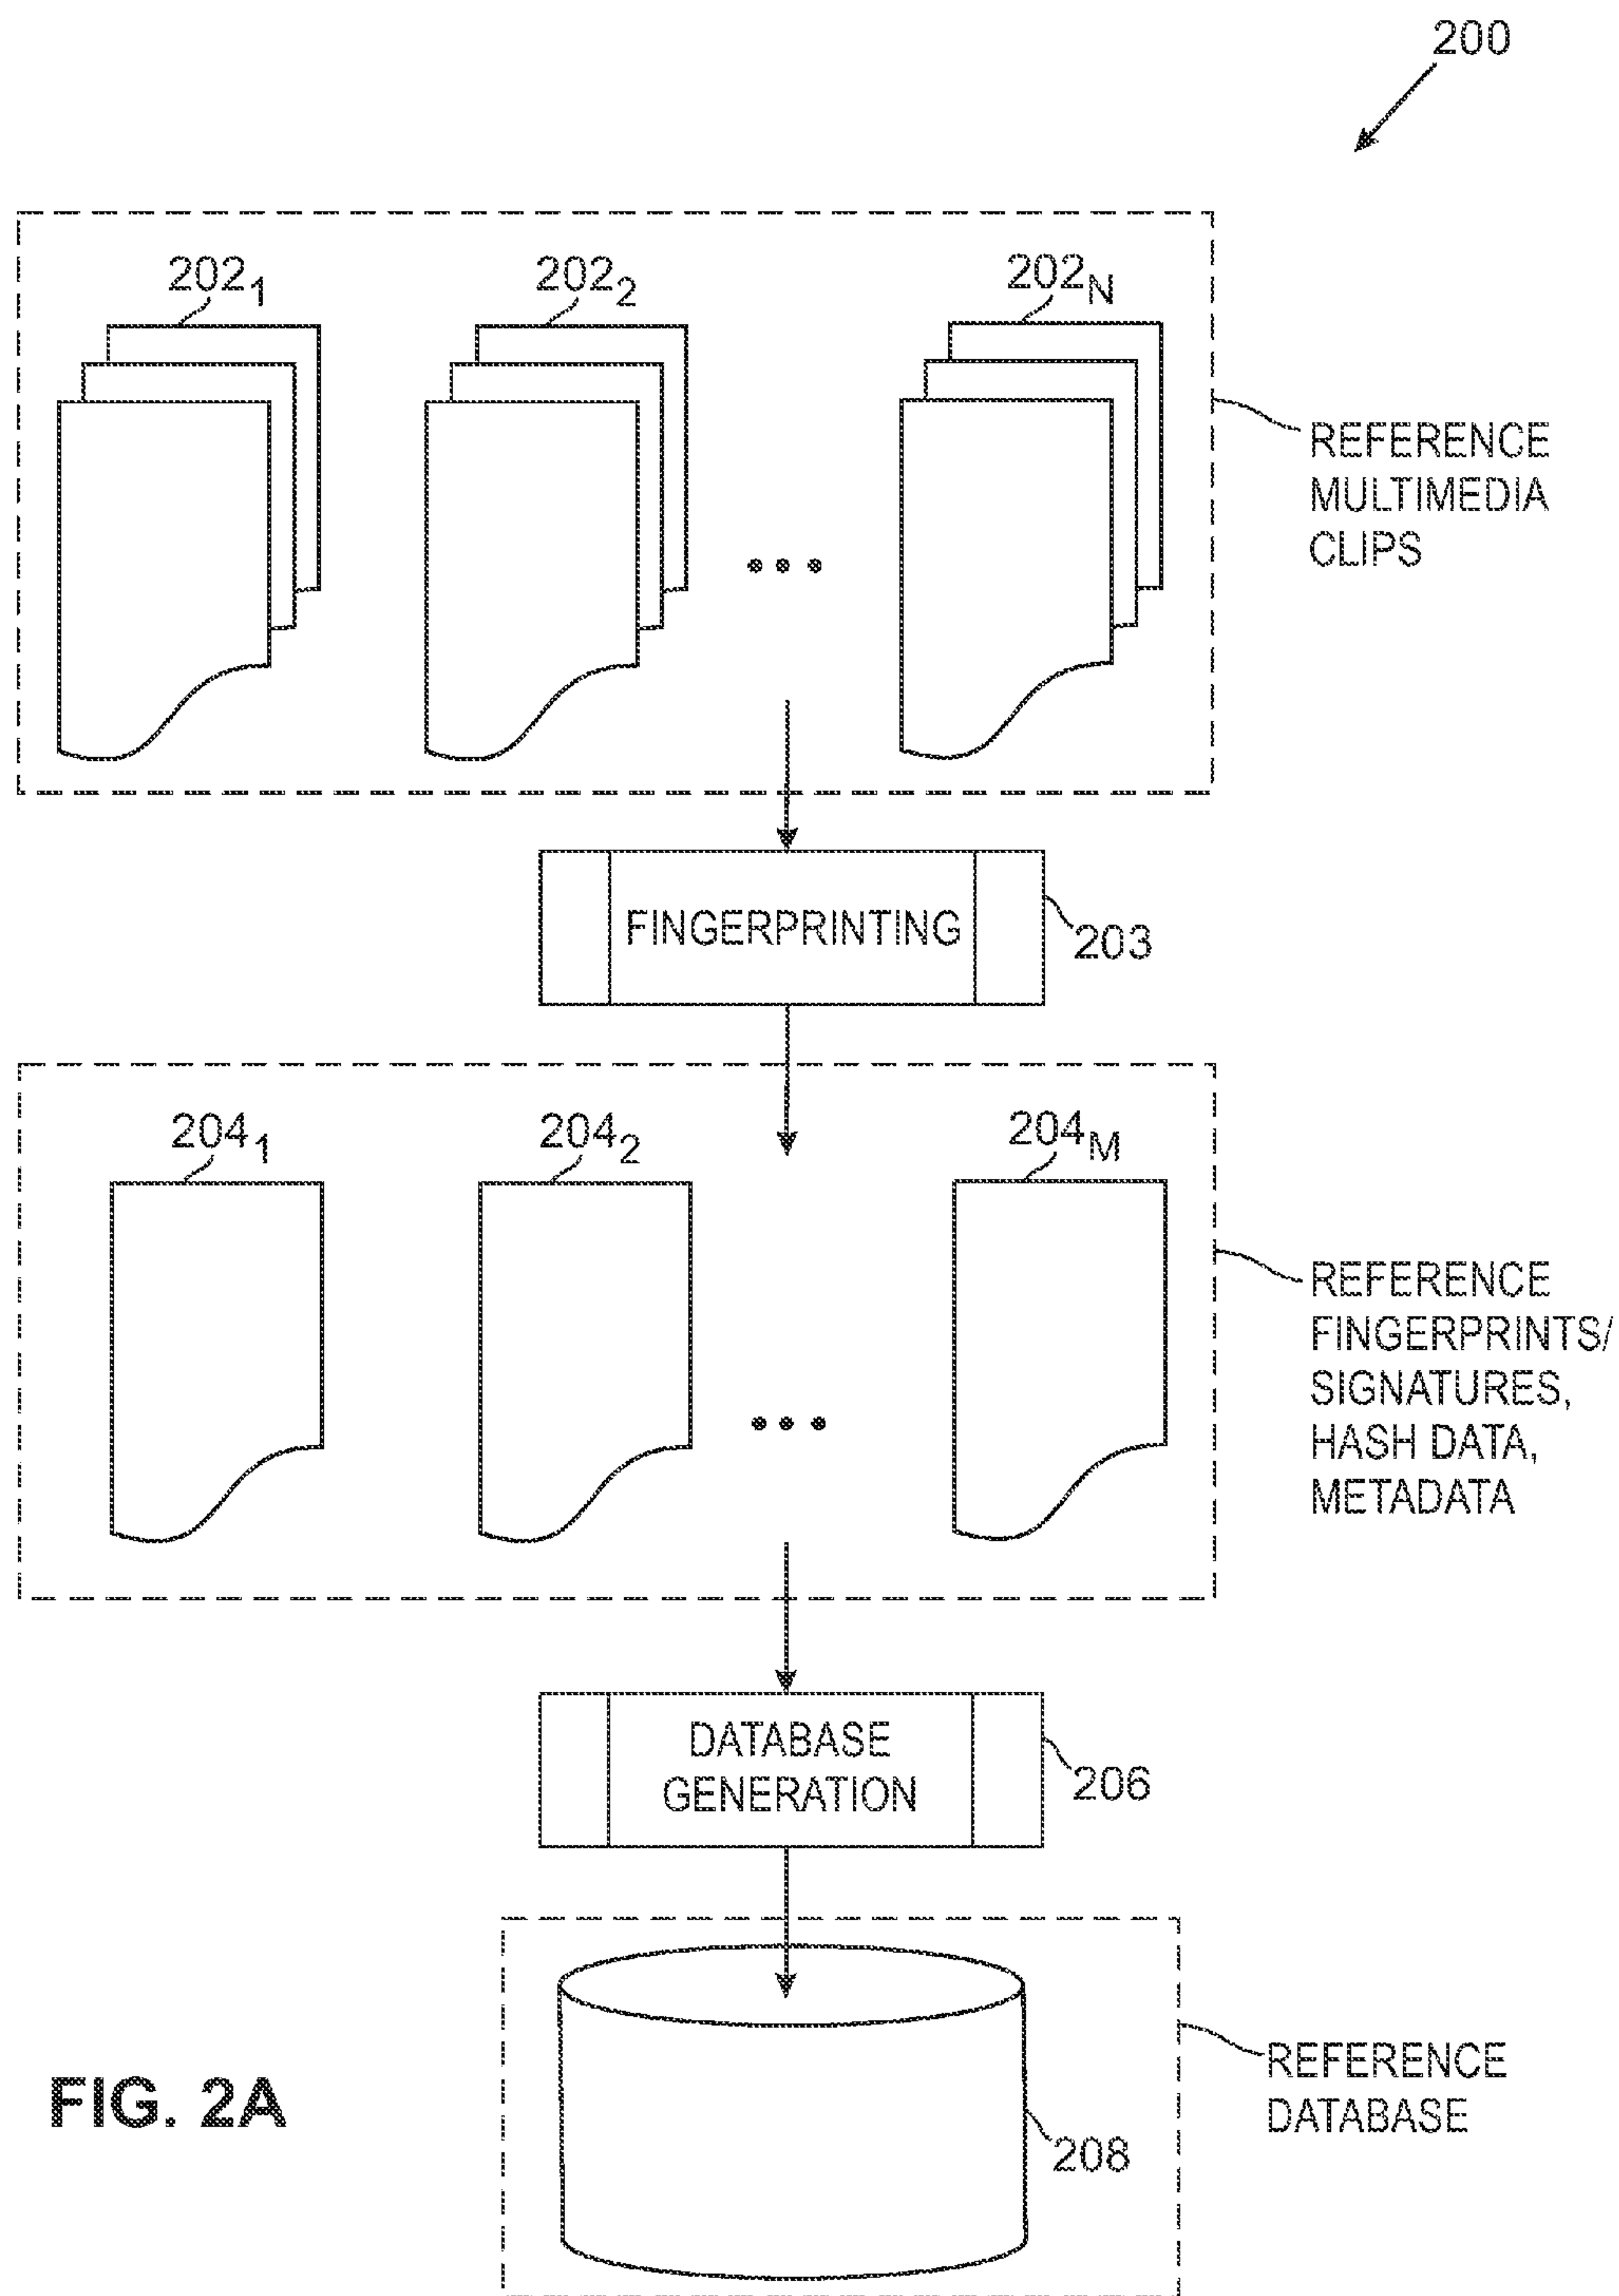 200
202₁
202₂
202N
REFERENCE
MULTIMEDIA
CLIPS
FINGERPRINTING
203
204₁
204₂
204M
REFERENCE
FINGERPRINTS/
SIGNATURES,
HASH DATA,
METADATA
DATABASE
GENERATION
206
REFERENCE
DATABASE
208
FIG. 2A